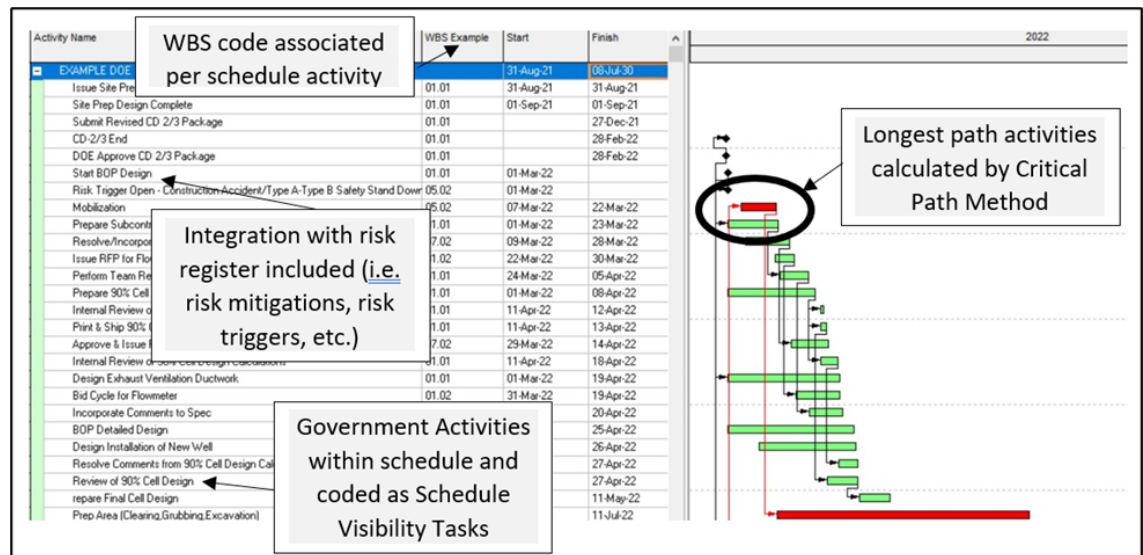 Activity Name WBS Example Start Finish 2022
WBS code associated
per schedule activity
EXAMPLE DOE 31-Aug-21 08-Jul-30
Issue Site Pre 01.01 31-Aug-21 31-Aug-21
Site Prep Design Complete 01.01 01-Sep-21 01-Sep-21
Submit Revised CD 2/3 Package 01.01 27-Dec-21
CD-2/3 End 01.01 28-Feb-22
DOE Approve CD 2/3 Package 01.01 28-Feb-22
Start BOP Design 01.01 01-Mar-22
Risk Trigger Open - Construction Accident/Type A-Type B Safety Stand Down 05.02 01-Mar-22
Mobilization 05.02 07-Mar-22 22-Mar-22
Longest path activities
calculated by Critical
Path Method
Prepare Subcontr 01.01 01-Mar-22 23-Mar-22
Resolve/Incorpor 7.02 09-Mar-22 28-Mar-22
Issue RFP for Flo 1.02 22-Mar-22 30-Mar-22
Perform Team Re 1.01 24-Mar-22 05-Apr-22
Prepare 90% Cell 1.01 01-Mar-22 08-Apr-22
Internal Review o 1.01 11-Apr-22 12-Apr-22
Print & Ship 90% 1.01 11-Apr-22 13-Apr-22
Approve & Issue 7.02 29-Mar-22 14-Apr-22
Internal Review of 90% Cell Design Calculations 01.01 11-Apr-22 18-Apr-22
Integration with risk
register included (i.e.
risk mitigations, risk
triggers, etc.)
Design Exhaust Ventilation Ductwork 01.01 01-Mar-22 19-Apr-22
Bid Cycle for Flowmeter 01.02 31-Mar-22 19-Apr-22
Incorporate Comments to Spec 20-Apr-22
BOP Detailed Design 25-Apr-22
Design Installation of New Well 26-Apr-22
Resolve Comments from 90% Cell Design Cal 27-Apr-22
Review of 90% Cell Design 27-Apr-22
repare Final Cell Design 11-May-22
Prep Area (Clearing,Grubbing,Excavation) 11-Jul-22
Government Activities
within schedule and
coded as Schedule
Visibility Tasks